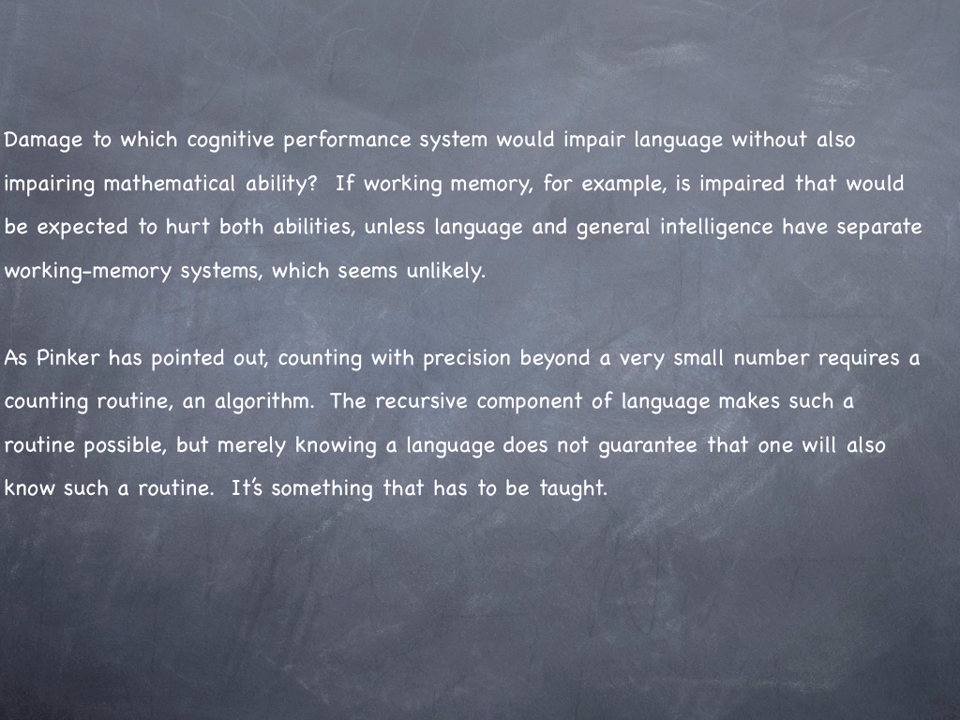 Damage to which cognitive performance system would impair language without also
impairing mathematical ability?  If working memory, for example, is impaired that would
be expected to hurt both abilities, unless language and general intelligence have separate
working-memory systems, which seems unlikely.
As Pinker has pointed out, counting with precision beyond a very small number requires a
counting routine, an algorithm.  The recursive component of language makes such a
routine possible, but merely knowing a language does not guarantee that one will also
know such a routine.  It's something that has to be taught.